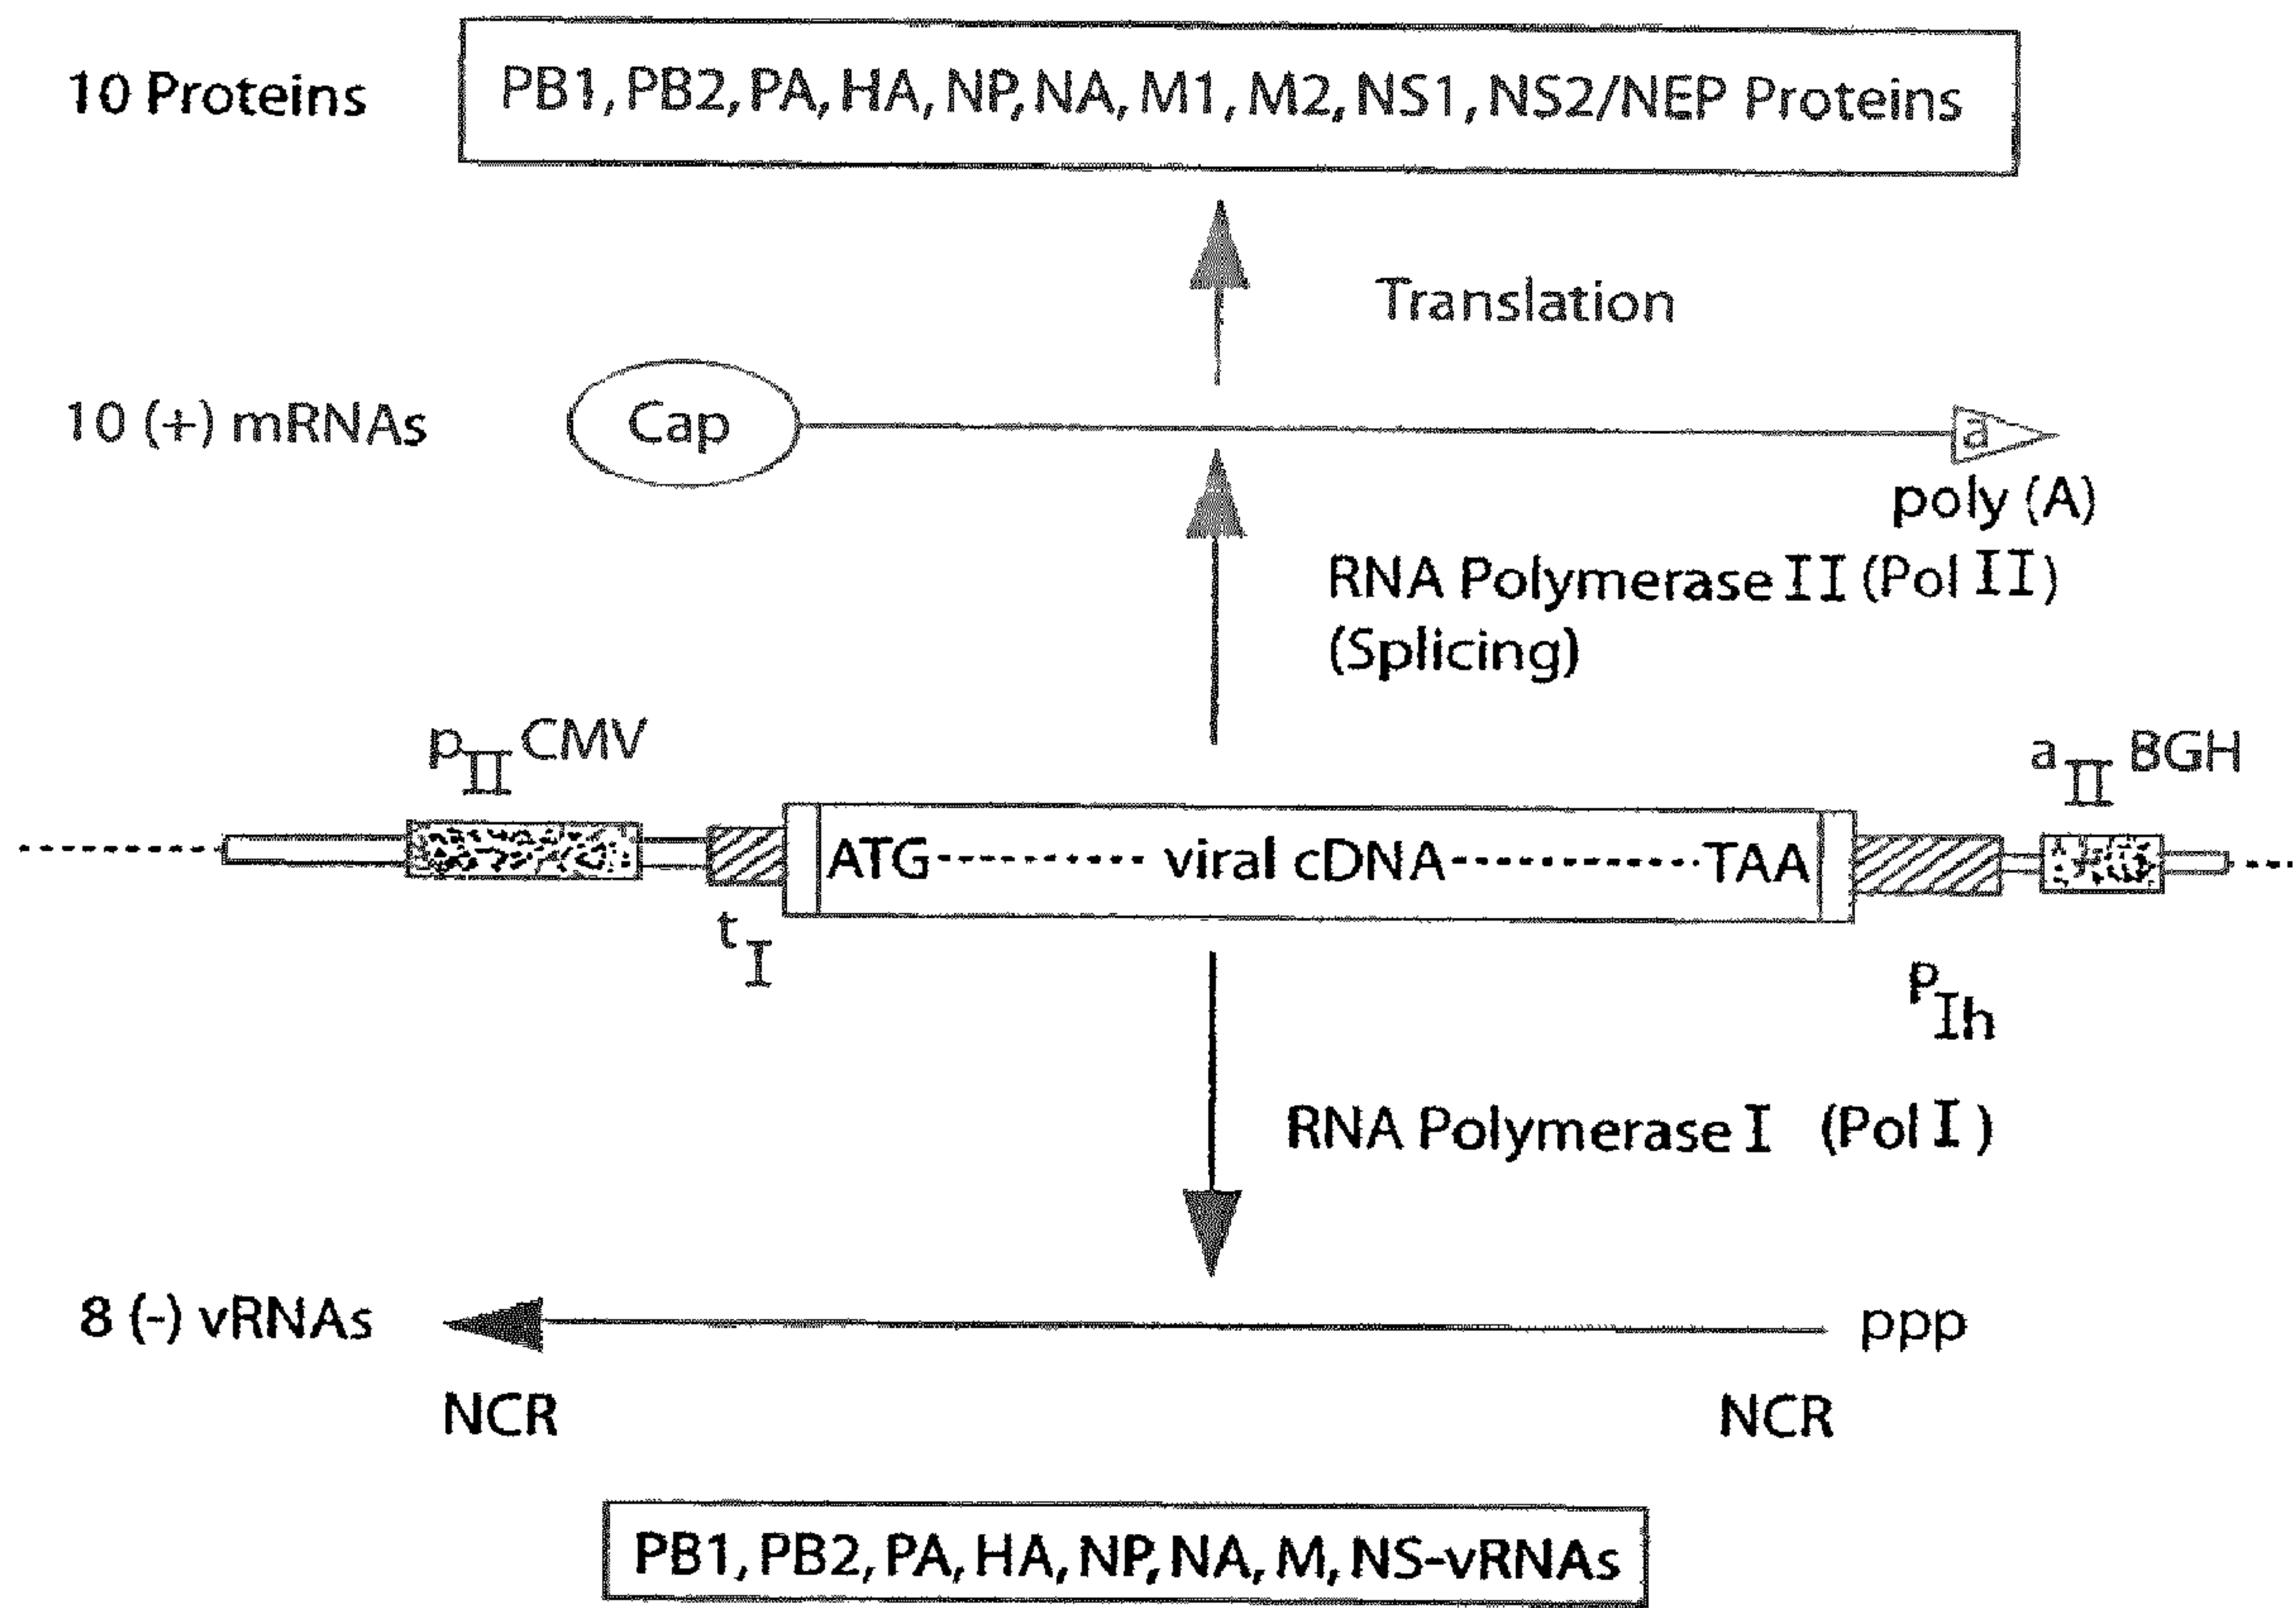 10 Proteins
PB1, PB2, PA, HA, NP, NA, M1, M2, NS1, NS2/NEP Proteins
Translation
10 (+) mRNAs
Cap
a
poly (A)
RNA Polymerase II (Pol II)
(Splicing)
pII CMV
aII BGH
ATG---------- viral cDNA------------TAA
tI
pIh
RNA Polymerase I (Pol I)
8 (-) vRNAs
ppp
NCR
NCR
PB1, PB2, PA, HA, NP, NA, M, NS-vRNAs